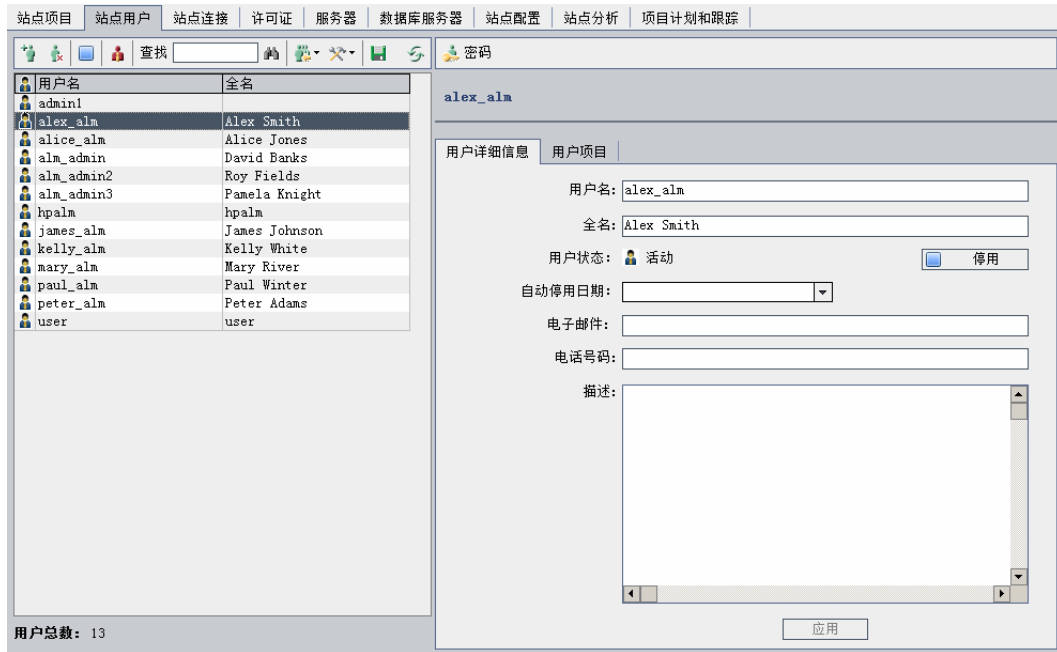 站点项目 站点用户 站点连接 许可证 服务器 数据库服务器 站点配置 站点分析 项目计划和跟踪
查找
密码
用户名 全名
admin1
alex_alm Alex Smith
alice_alm Alice Jones
alm_admin David Banks
alm_admin2 Roy Fields
alm_admin3 Pamela Knight
hpalm hpalm
james_alm James Johnson
kelly_alm Kelly White
mary_alm Mary River
paul_alm Paul Winter
peter_alm Peter Adams
user user
用户总数: 13
alex_alm
用户详细信息 用户项目
用户名: alex_alm
全名: Alex Smith
用户状态: 活动 停用
自动停用日期:
电子邮件:
电话号码:
描述:
应用